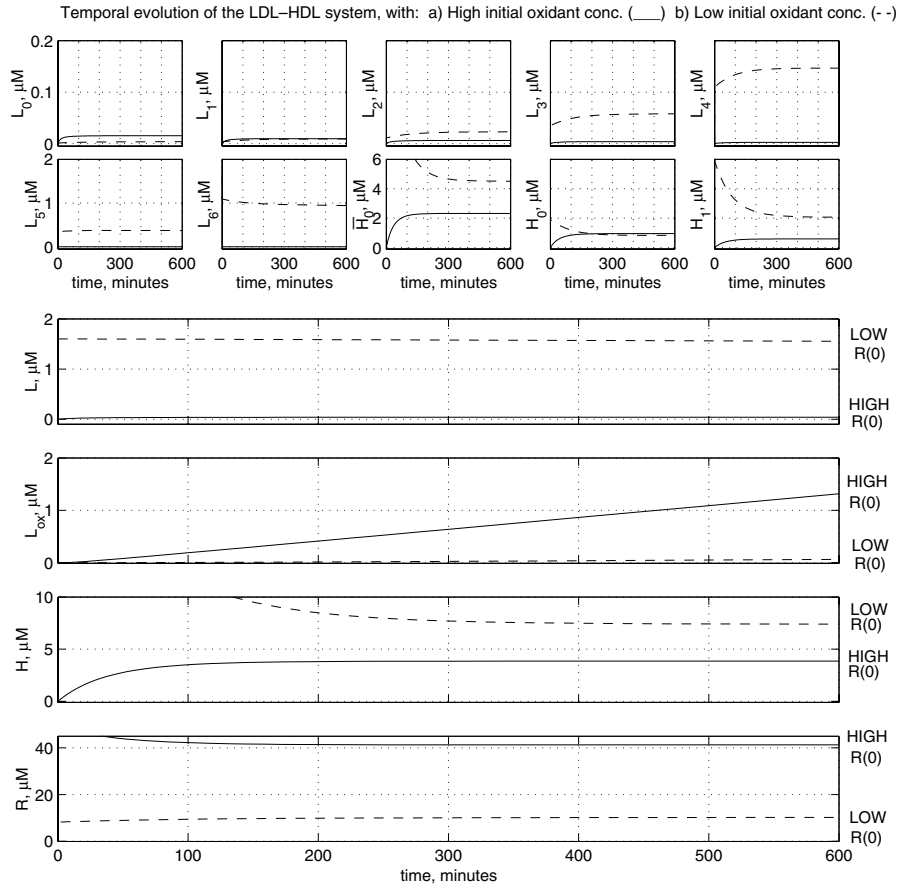 Temporal evolution of the LDL–HDL system, with: a) High initial oxidant conc. (___) b) Low initial oxidant conc. (- -)
0.2
0.1
0
L0, μM
L1, μM
L2, μM
L3, μM
L4, μM
2
1
0
L5, μM
0 300 600
time, minutes
L6, μM
0 300 600
time, minutes
6
4
2
0
H̅0, μM
0 300 600
time, minutes
H0, μM
0 300 600
time, minutes
H1, μM
0 300 600
time, minutes
2
1
0
L, μM
LOW
R(0)
HIGH
R(0)
2
1
0
Lox, μM
HIGH
R(0)
LOW
R(0)
10
5
0
H, μM
LOW
R(0)
HIGH
R(0)
40
20
0
R, μM
HIGH
R(0)
LOW
R(0)
0 100 200 300 400 500 600
time, minutes